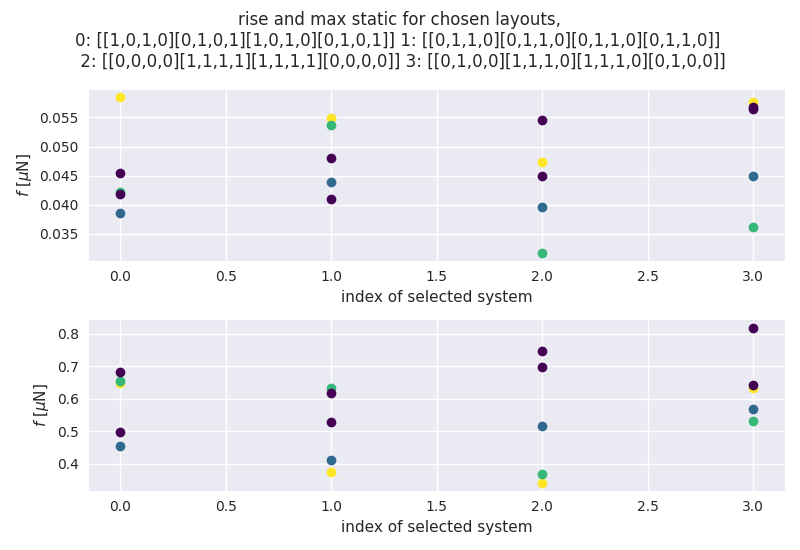 rise and max static for chosen layouts,
0: [[1,0,1,0][0,1,0,1][1,0,1,0][0,1,0,1]] 1: [[0,1,1,0][0,1,1,0][0,1,1,0][0,1,1,0]]
2: [[0,0,0,0][1,1,1,1][1,1,1,1][0,0,0,0]] 3: [[0,1,0,0][1,1,1,0][1,1,1,0][0,1,0,0]]
f [μN]
0.055
0.050
0.045
0.040
0.035
0.0 0.5 1.0 1.5 2.0 2.5 3.0
index of selected system
f [μN]
0.8
0.7
0.6
0.5
0.4
0.0 0.5 1.0 1.5 2.0 2.5 3.0
index of selected system